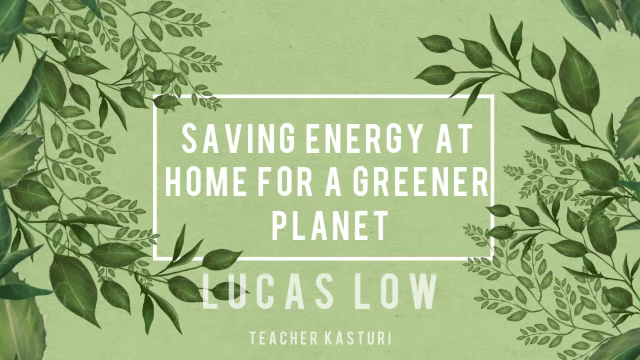 SAVING ENERGY AT
HOME FOR A GREENER
PLANET
LUCAS LOW
TEACHER KASTURI